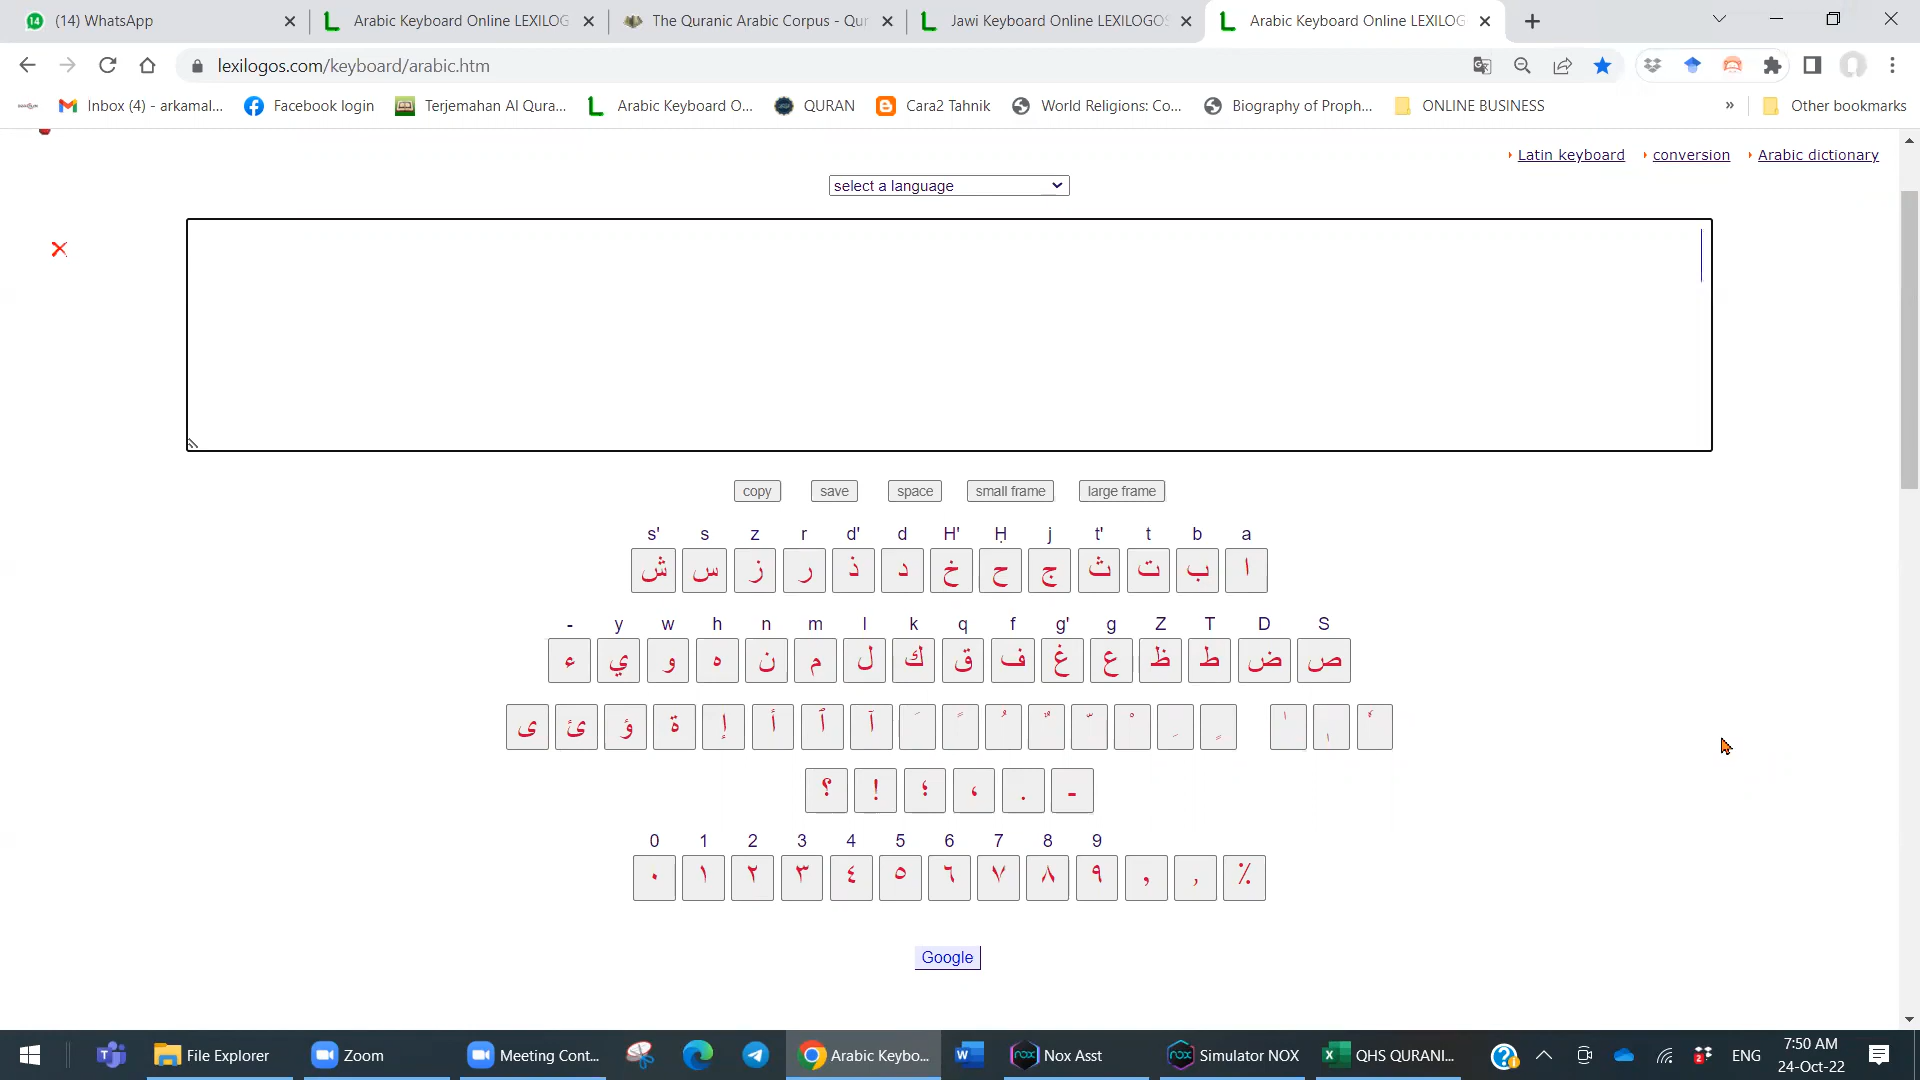 (14) WhatsApp
Arabic Keyboard Online LEXILOG
The Quranic Arabic Corpus - Qur
Jawi Keyboard Online LEXILOGOS
Arabic Keyboard Online LEXILOG
lexilogos.com/keyboard/arabic.htm
Inbox (4) - arkamal...
Facebook login
Terjemahan Al Qura...
Arabic Keyboard O...
QURAN
Cara2 Tahnik
World Religions: Co...
Biography of Proph...
ONLINE BUSINESS
»
Other bookmarks
Latin keyboard
conversion
Arabic dictionary
select a language
copy
save
space
small frame
large frame
s' s z r d' d H' Ḥ j t' t b a
ش س ز ر ذ د خ ح ج ث ت ب ا
- y w h n m l k q f g' g Z T D S
ء ي و ه ن م ل ك ق ف غ ع ظ ط ض ص
ى ئ ؤ ة إ أ ٱ آ َ ً ُ ٌ ّ ْ ِ ٍ ٰ ٖ ٗ
؟ ! ؛ ، . -
0 1 2 3 4 5 6 7 8 9
٠ ١ ٢ ٣ ٤ ٥ ٦ ٧ ٨ ٩ , , ٪
Google
File Explorer
Zoom
Meeting Cont...
Arabic Keybo...
Nox Asst
Simulator NOX
QHS QURANI...
ENG
7:50 AM
24-Oct-22